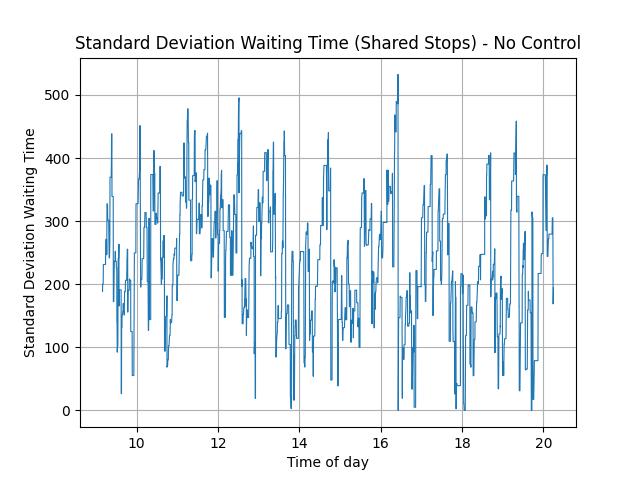 Standard Deviation Waiting Time (Shared Stops) - No Control
500
400
300
200
100
0
Standard Deviation Waiting Time
10 12 14 16 18 20
Time of day